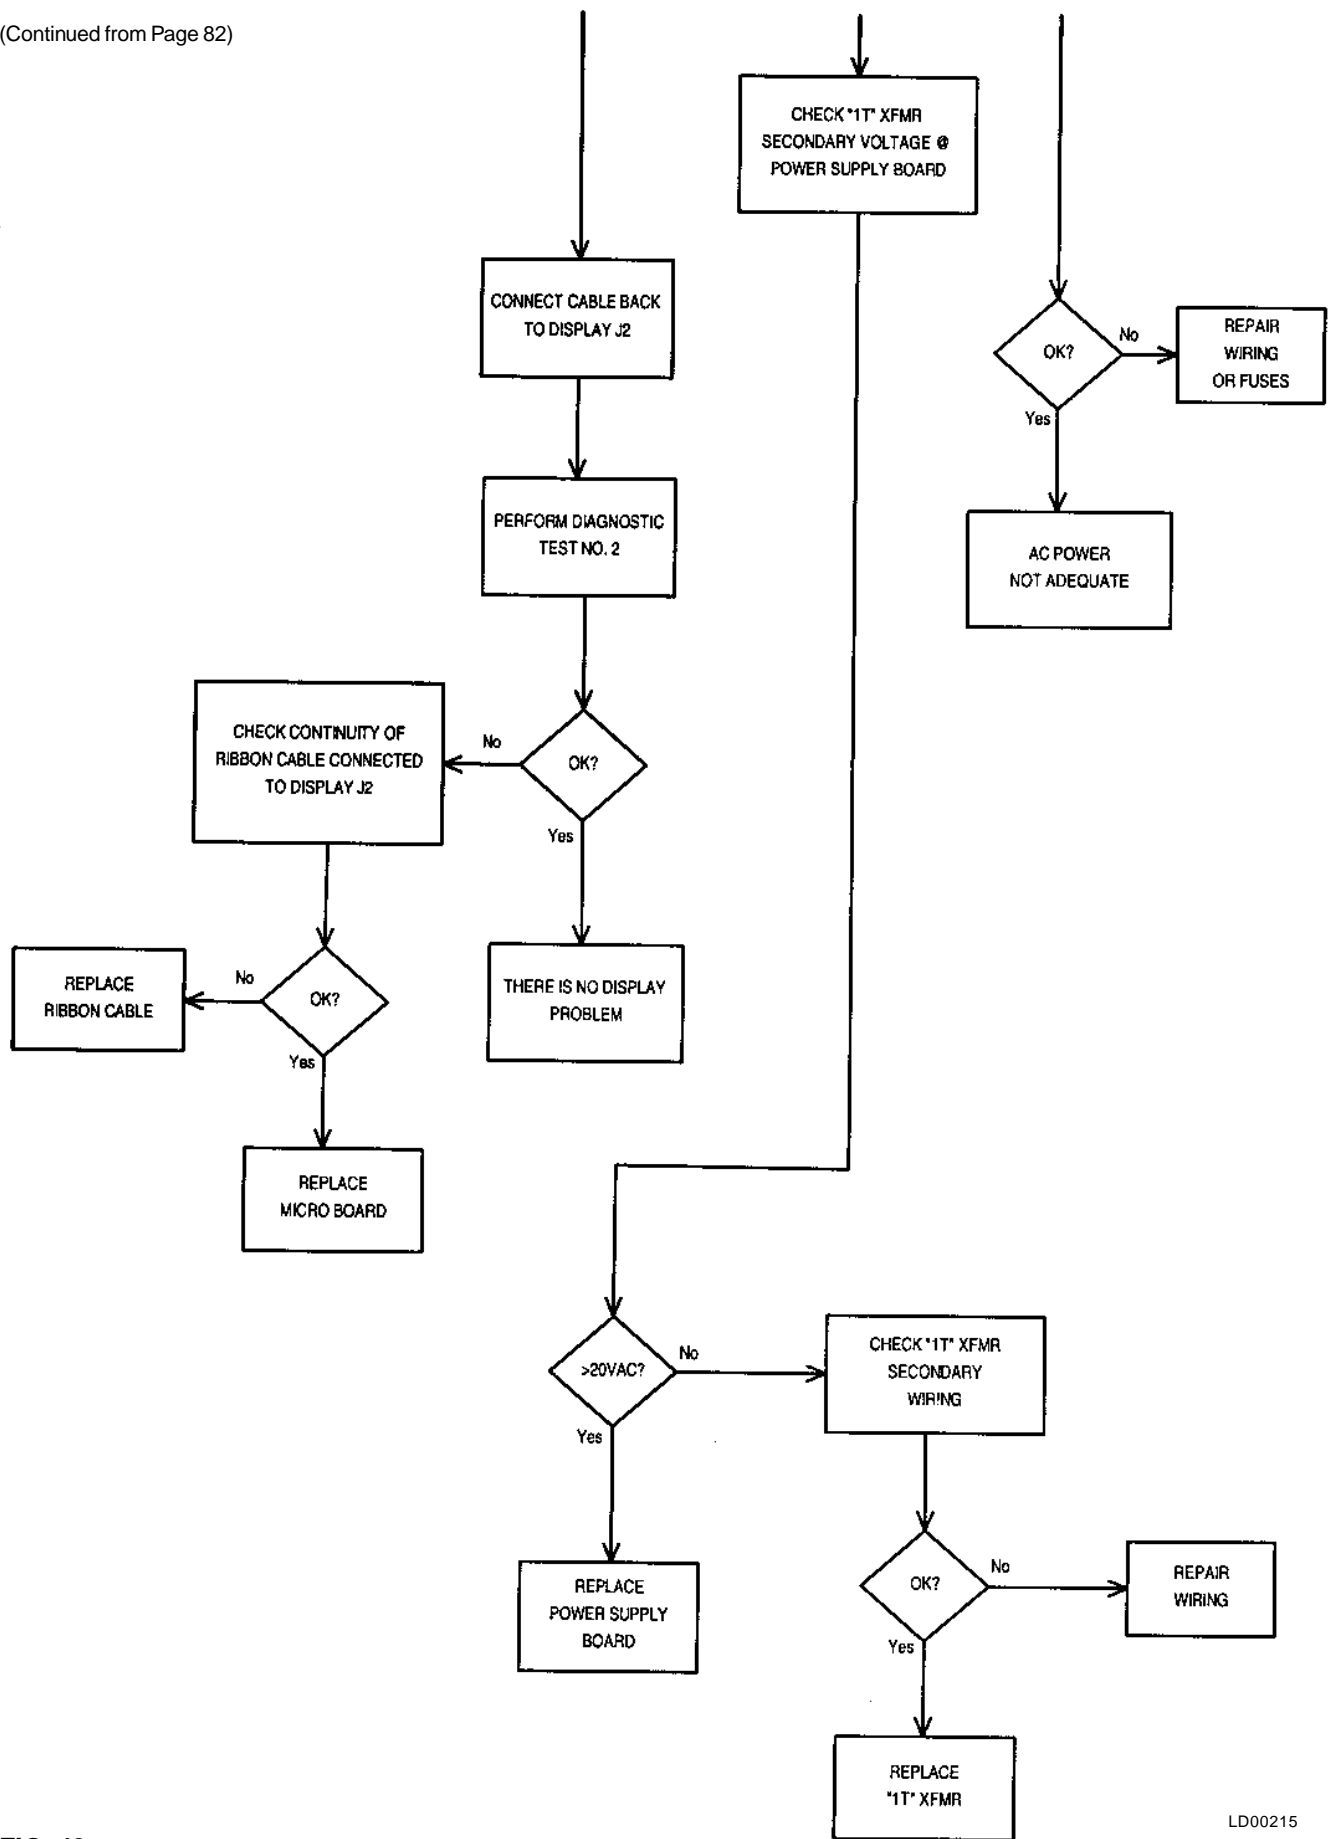 (Continued from Page 82)
CHECK "1T" XFMR
SECONDARY VOLTAGE @
POWER SUPPLY BOARD
CONNECT CABLE BACK
TO DISPLAY J2
OK?
No
REPAIR
WIRING
OR FUSES
Yes
PERFORM DIAGNOSTIC
TEST NO. 2
AC POWER
NOT ADEQUATE
CHECK CONTINUITY OF
RIBBON CABLE CONNECTED
TO DISPLAY J2
No
OK?
Yes
REPLACE
RIBBON CABLE
No
OK?
Yes
THERE IS NO DISPLAY
PROBLEM
REPLACE
MICRO BOARD
>20VAC?
No
Yes
CHECK "1T" XFMR
SECONDARY
WIRING
REPLACE
POWER SUPPLY
BOARD
OK?
No
Yes
REPAIR
WIRING
REPLACE
"1T" XFMR
LD00215